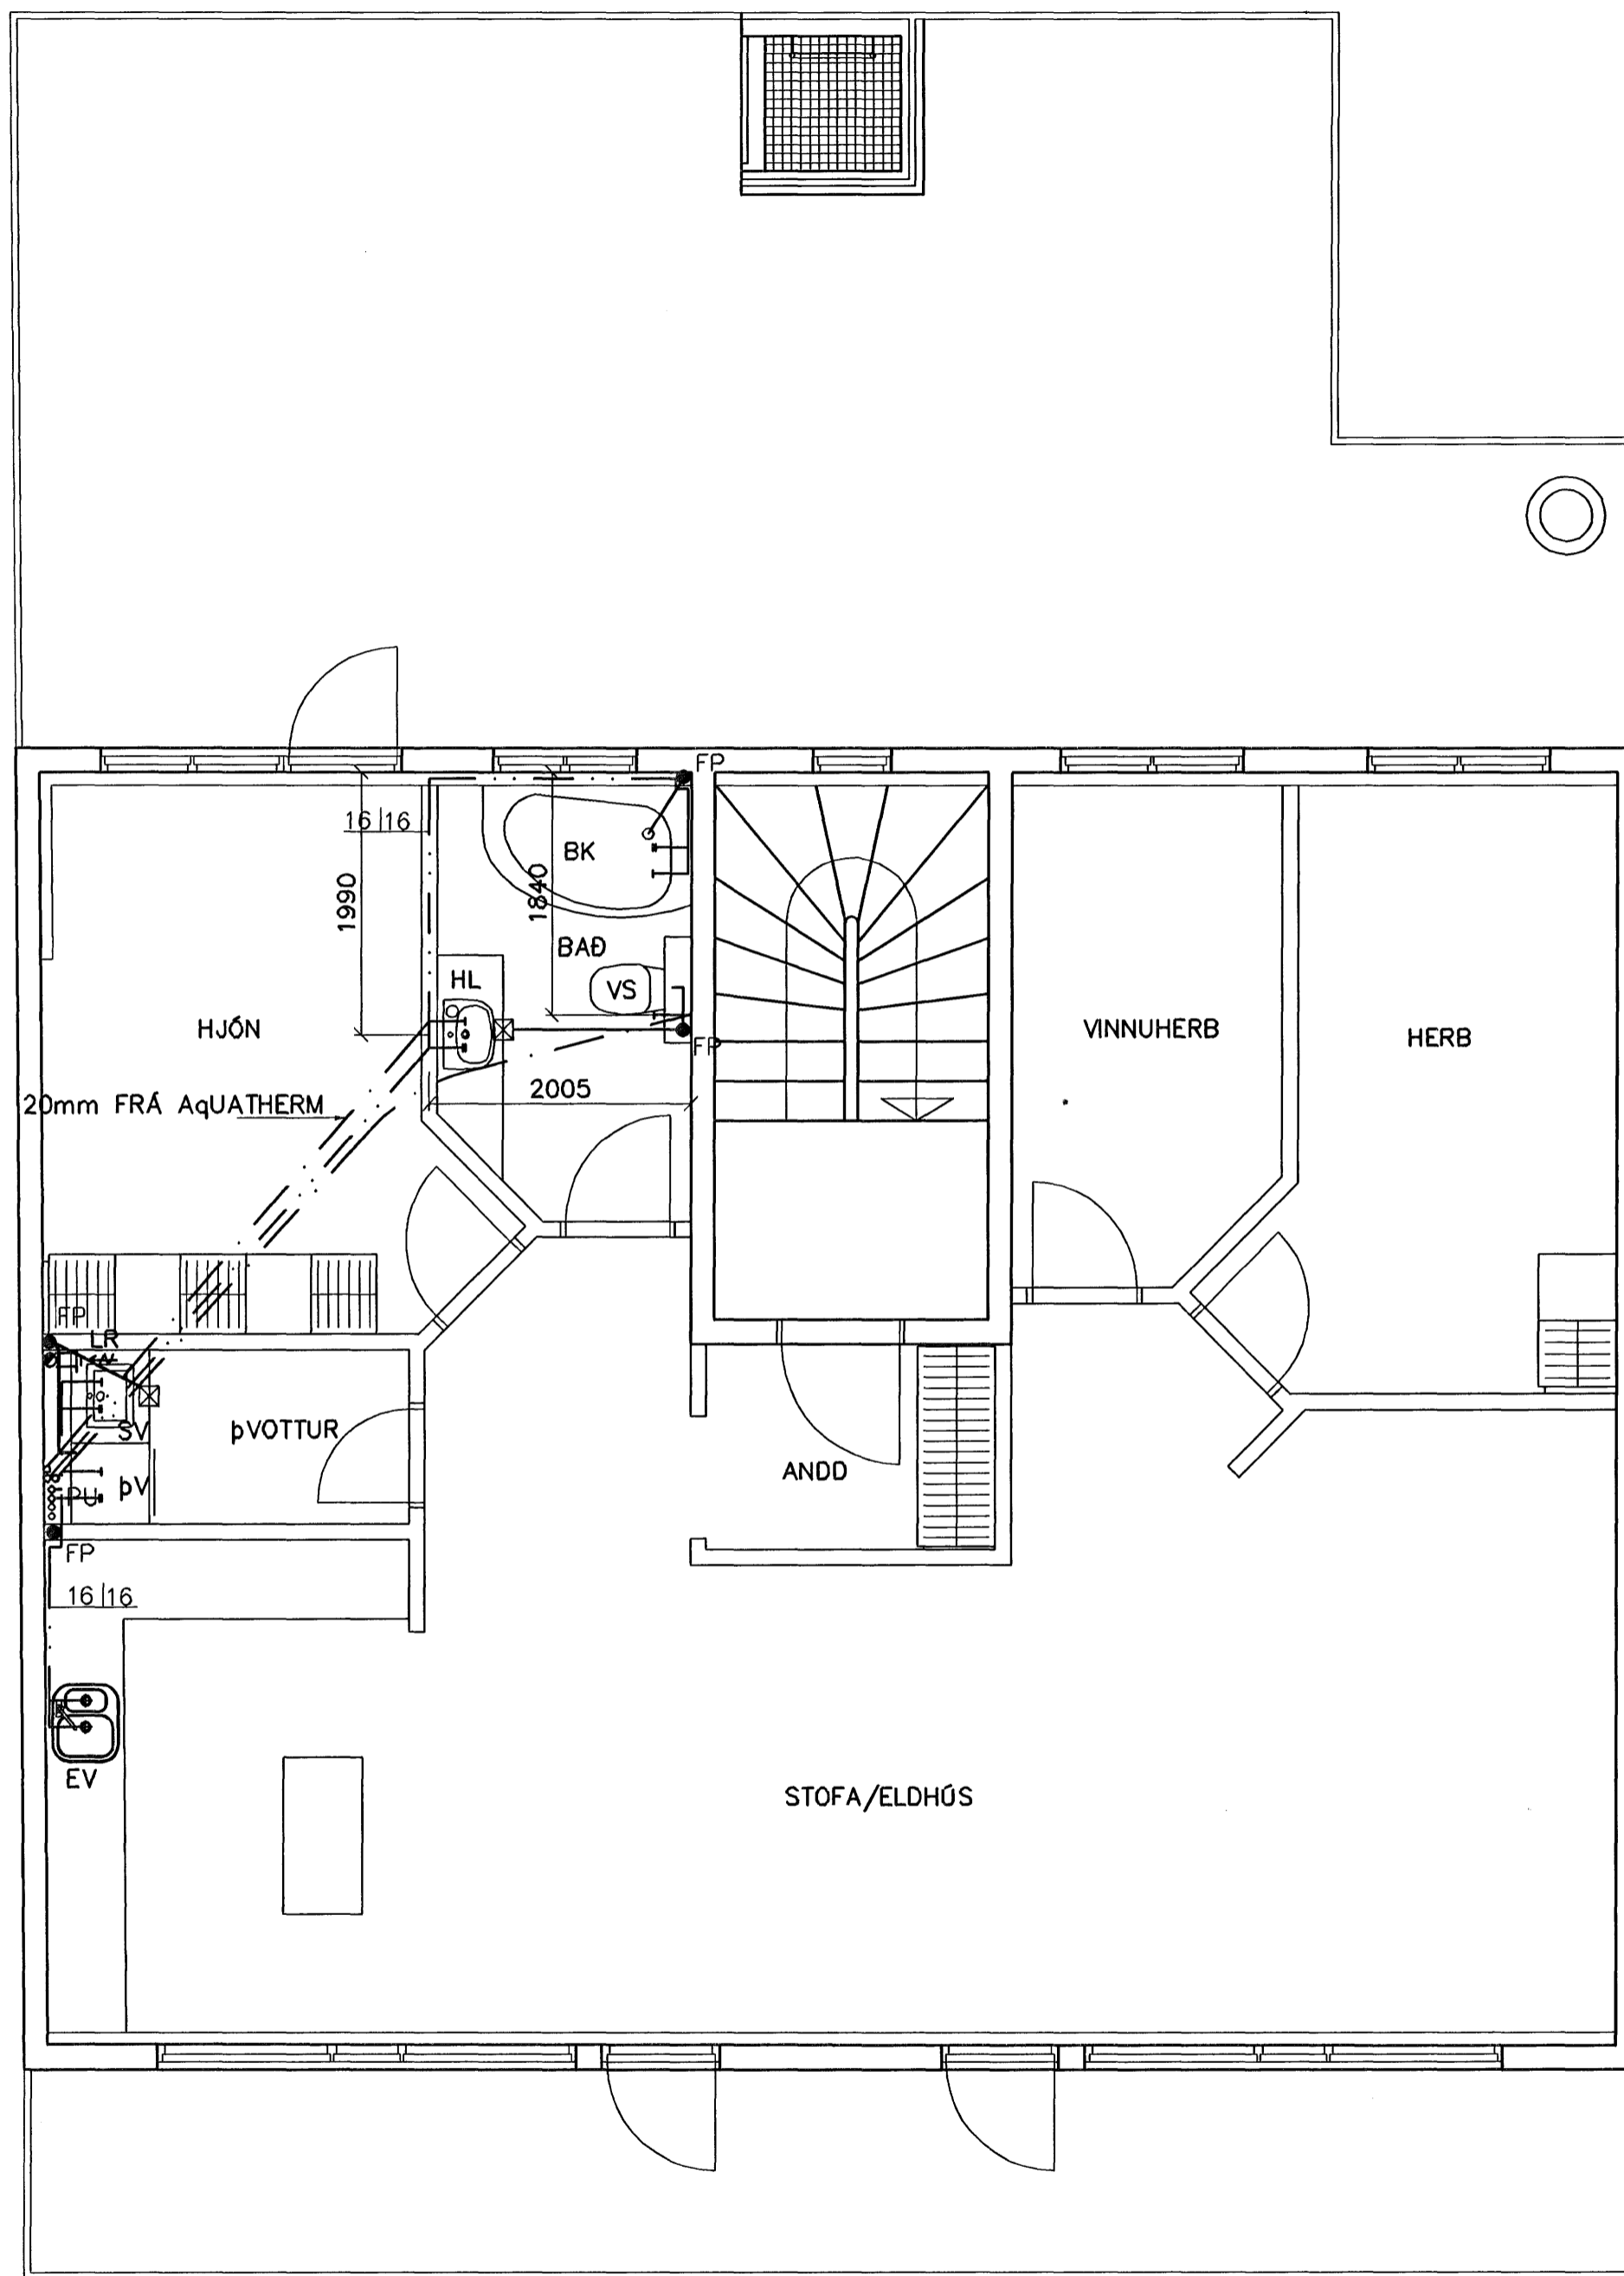 FP
16 16
BK
1990
1840
BAÐ
HL
VS
HJÓN
VINNUHERB
HERB
FP
2005
20mm FRÁ AqUATHERM
FP
LR
SV
þVOTTUR
ANDD
þV
PU
FP
16 16
EV
STOFA/ELDHÚS